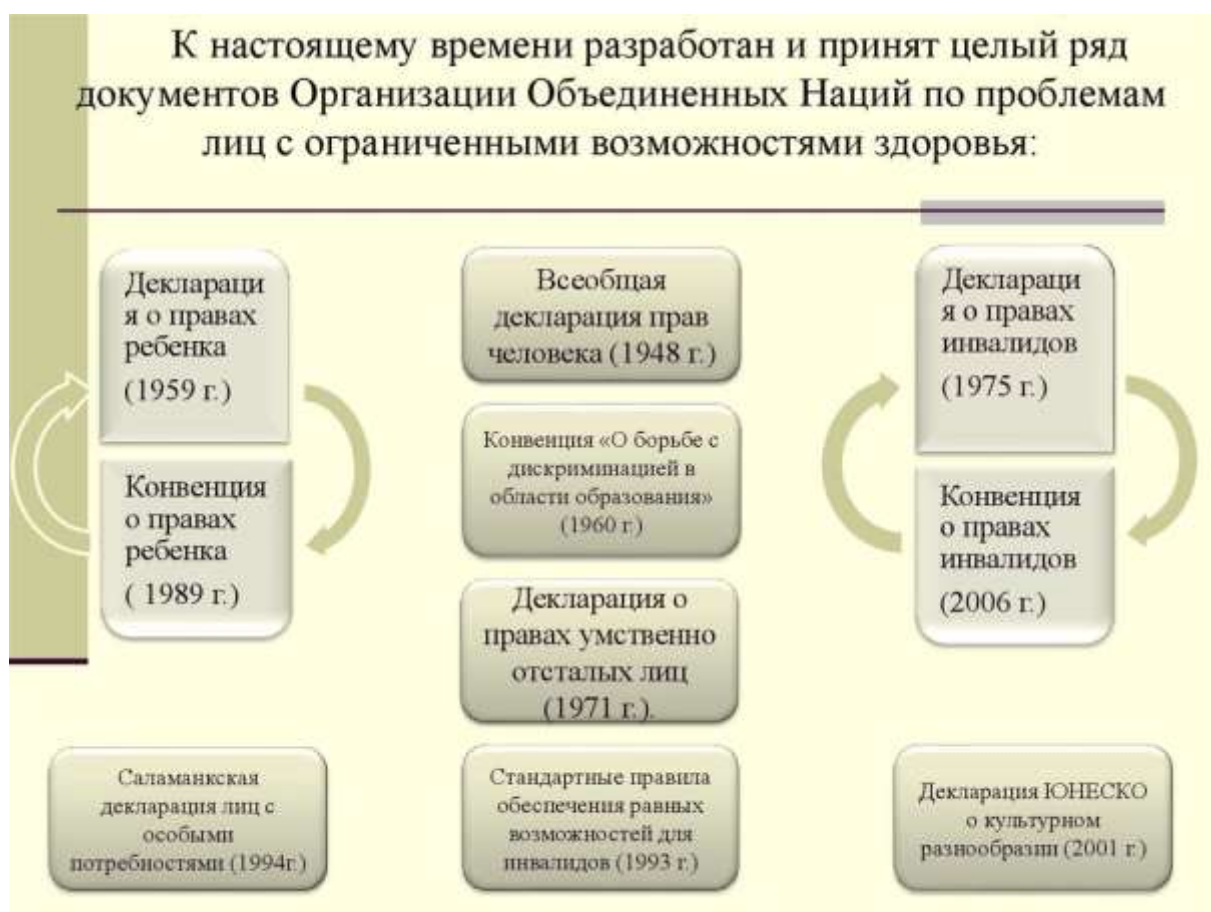 К настоящему времени разработан и принят целый ряд
документов Организации Объединенных Наций по проблемам
лиц с ограниченными возможностями здоровья:
Деклараци
я о правах
ребенка
(1959 г.)
Конвенция
о правах
ребенка
( 1989 г.)
Всеобщая
декларация прав
человека (1948 г.)
Конвенция «О борьбе с
дискриминацией в
области образования»
(1960 г.)
Декларация о
правах умственно
отсталых лиц
(1971 г.).
Деклараци
я о правах
инвалидов
(1975 г.)
Конвенция
о правах
инвалидов
(2006 г.)
Саламанкская
декларация лиц с
особыми
потребностями (1994г.)
Стандартные правила
обеспечения равных
возможностей для
инвалидов (1993 г.)
Декларация ЮНЕСКО
о культурном
разнообразии (2001 г.)